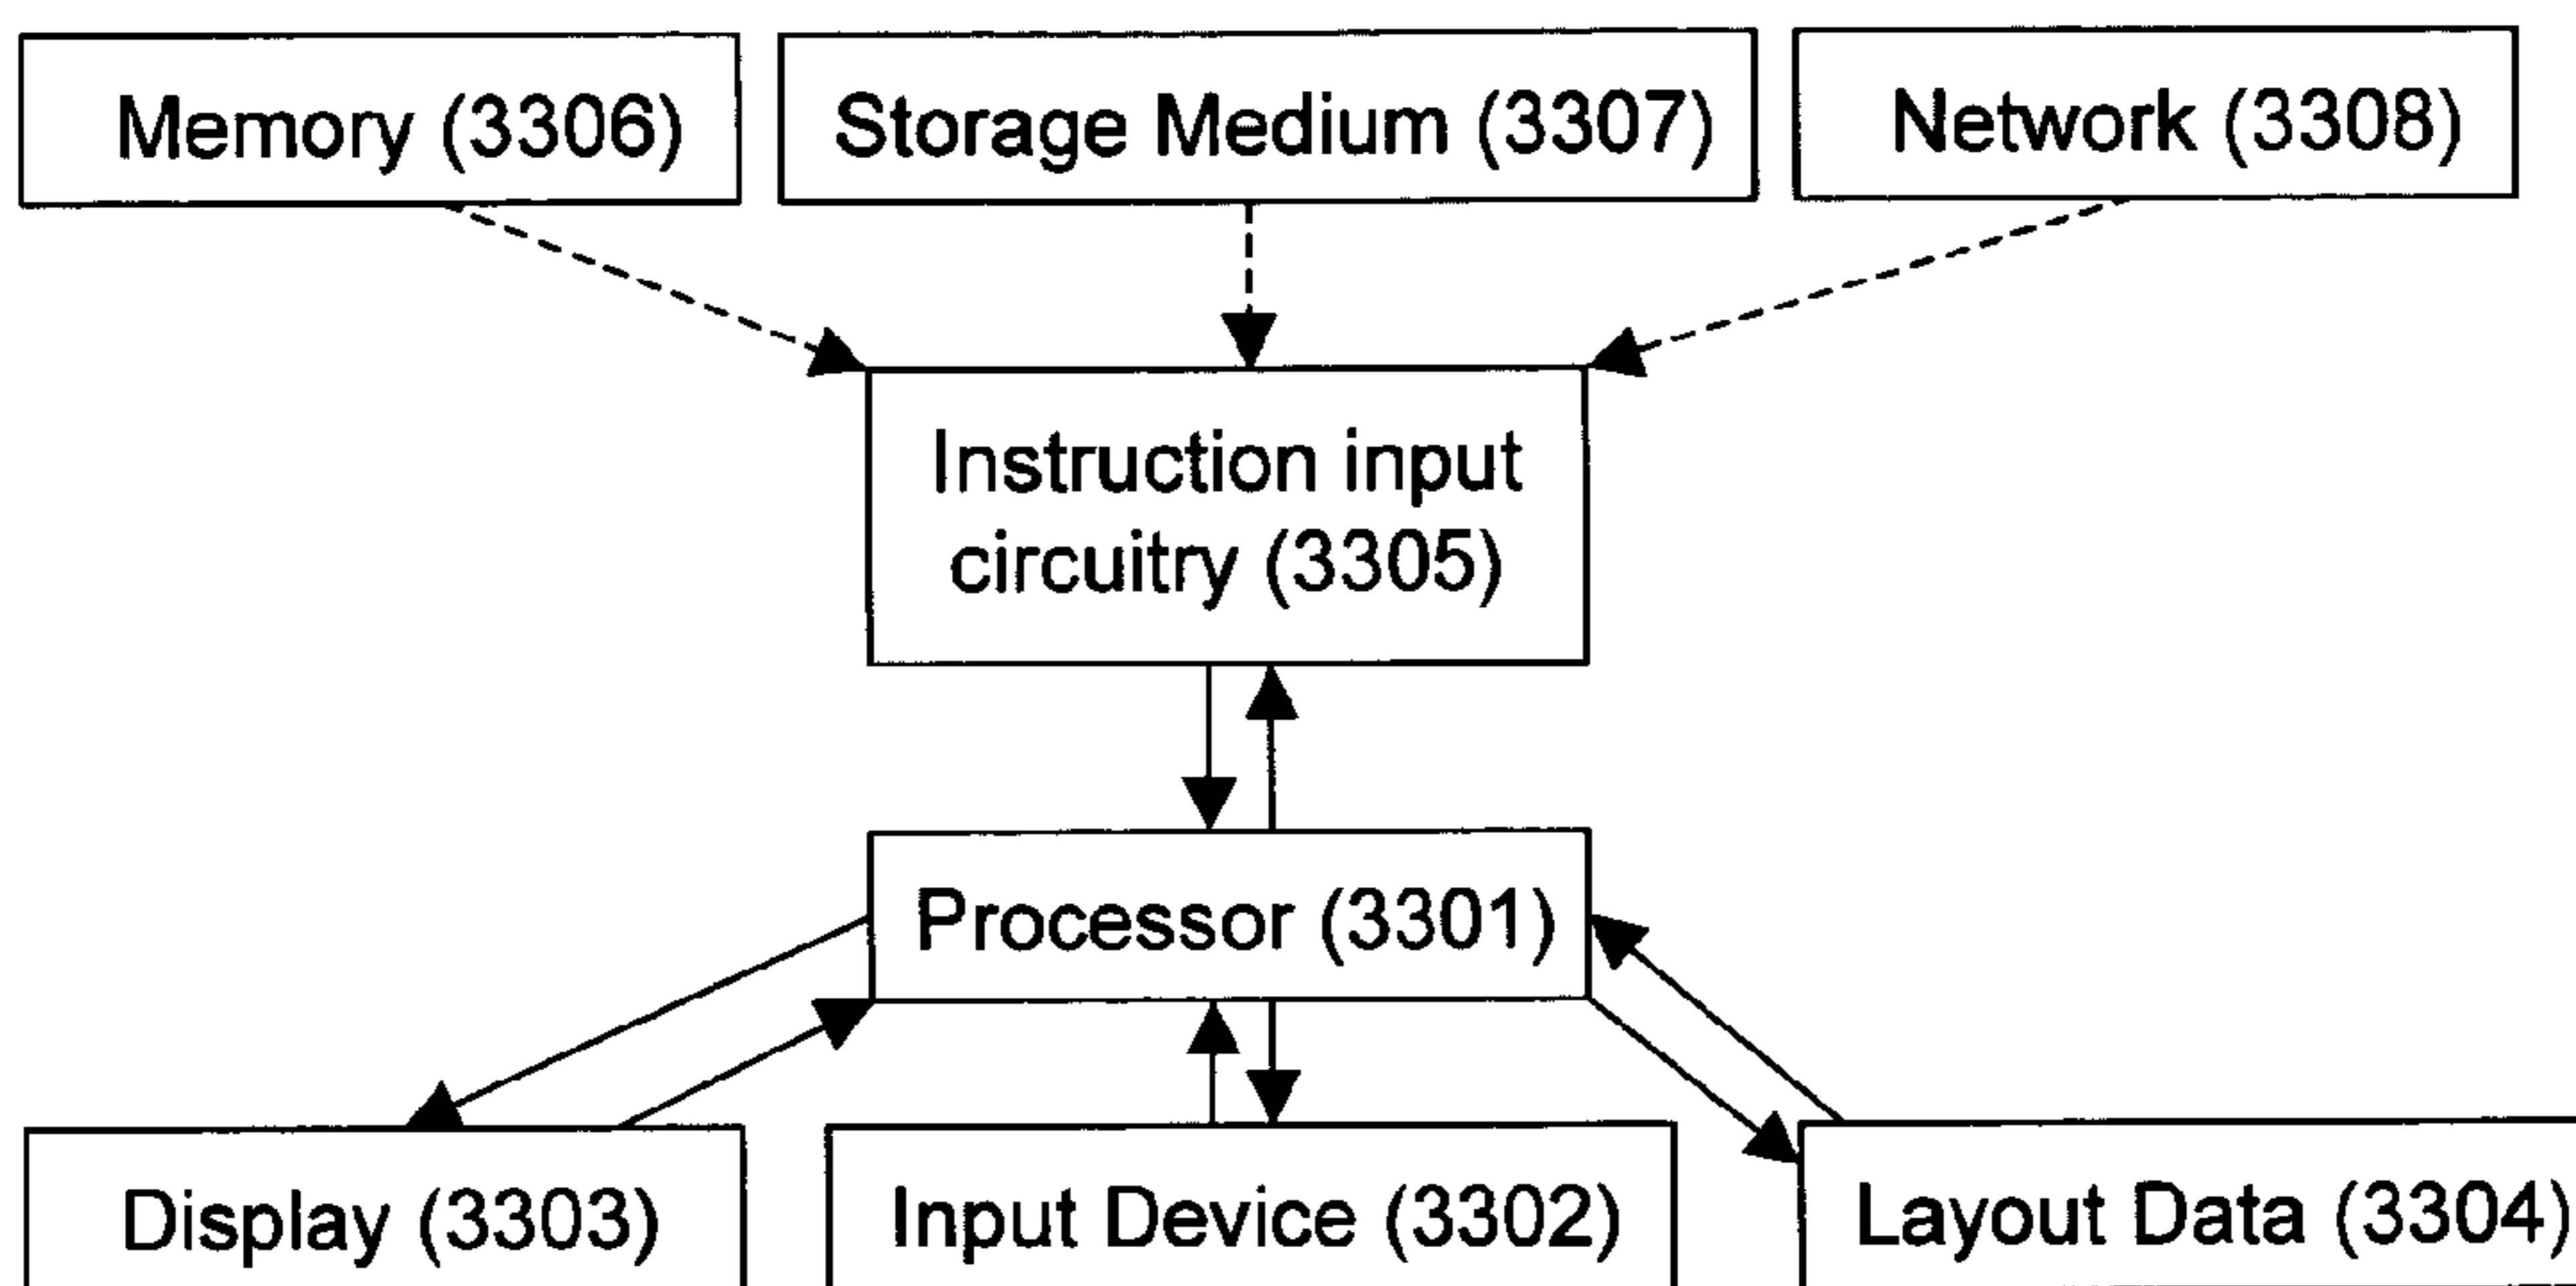 Memory (3306)
Storage Medium (3307)
Network (3308)
Instruction input
circuitry (3305)
Processor (3301)
Display (3303)
Input Device (3302)
Layout Data (3304)